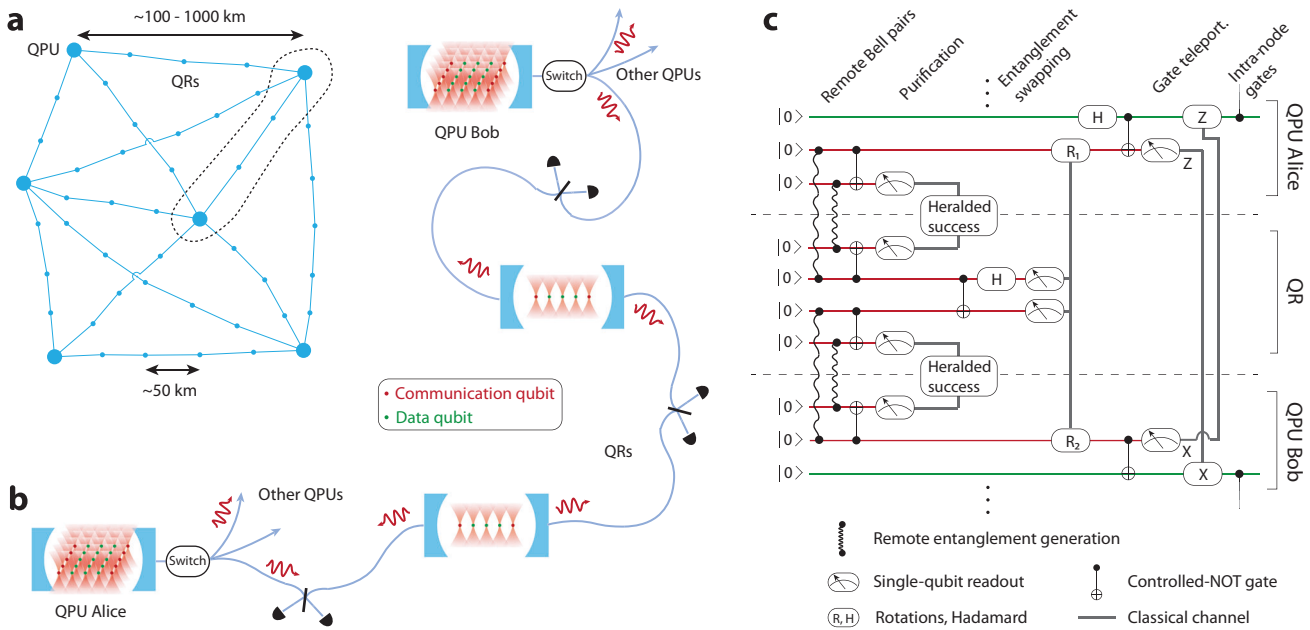 a
~100 - 1000 km
QPU
QRs
~50 km
QPU Bob
Switch
Other QPUs
• Communication qubit
• Data qubit
QRs
b
Other QPUs
Switch
QPU Alice
c
Remote Bell pairs
Purification
Entanglement
swapping
Gate teleport.
Intra-node
gates
|0⟩ H Z
|0⟩ R1 Z
|0⟩
Heralded
success
|0⟩
|0⟩ H
|0⟩
|0⟩
Heralded
success
|0⟩
|0⟩ R2 X
|0⟩ X
QPU Alice
QR
QPU Bob
Remote entanglement generation
Single-qubit readout
Controlled-NOT gate
R, H Rotations, Hadamard
Classical channel